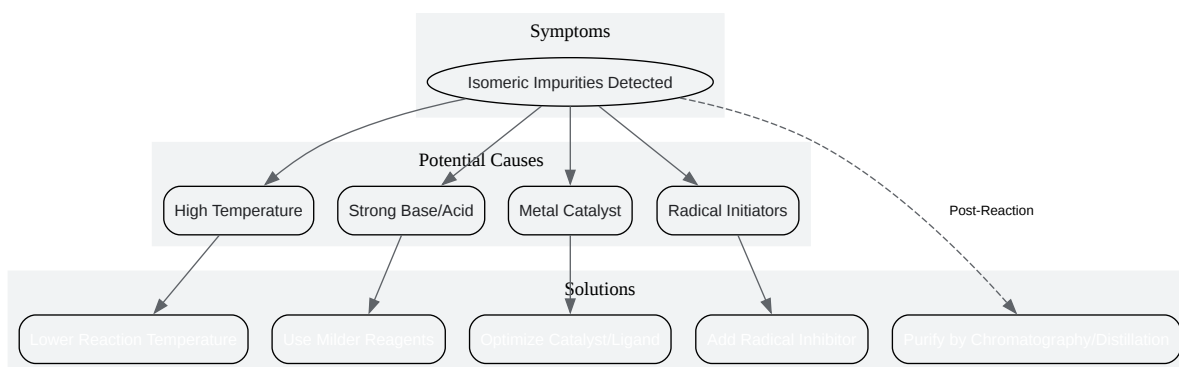 Symptoms
Isomeric Impurities Detected
Potential Causes
High Temperature
Strong Base/Acid
Metal Catalyst
Radical Initiators
Post-Reaction
Solutions
Lower Reaction Temperature
Use Milder Reagents
Optimize Catalyst/Ligand
Add Radical Inhibitor
Purify by Chromatography/Distillation